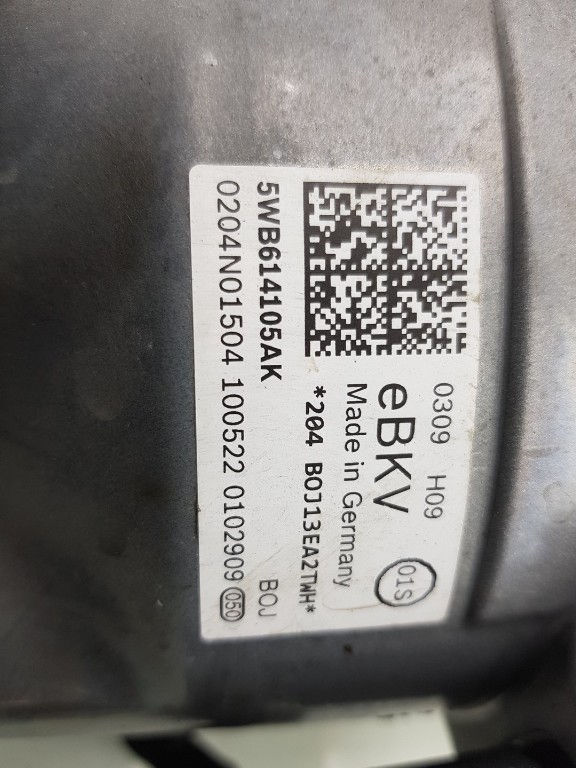 0309 H09
eBKV 01S
Made in Germany
*204 BOJ13EA2TWH*
5WB614105AK BOJ
0204N01504 100522 0102909 050